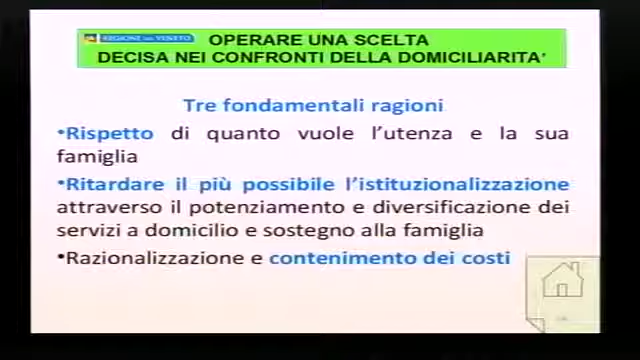 REGIONE DEL VENETO
OPERARE UNA SCELTA
DECISA NEI CONFRONTI DELLA DOMICILIARITA'
Tre fondamentali ragioni
•Rispetto di quanto vuole l'utenza e la sua
famiglia
•Ritardare il più possibile l'istituzionalizzazione
attraverso il potenziamento e diversificazione dei
servizi a domicilio e sostegno alla famiglia
•Razionalizzazione e contenimento dei costi